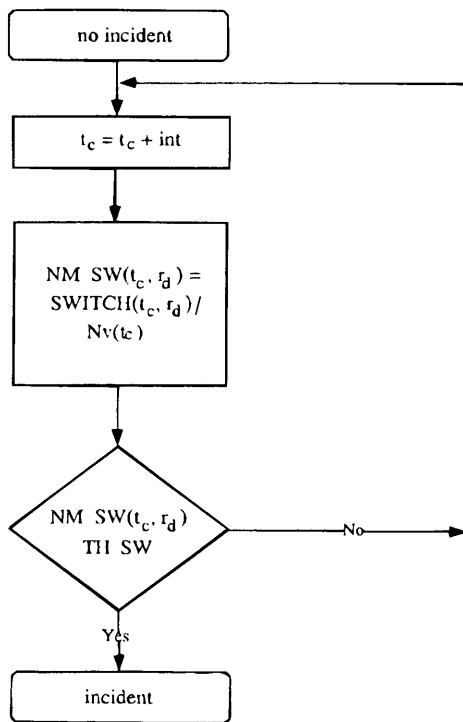 no incident
t_c = t_c + int
NM SW(t_c, r_d) =
SWITCH(t_c, r_d)/
Nv(t_c)
NM SW(t_c, r_d)
TH SW
No
Yes
incident